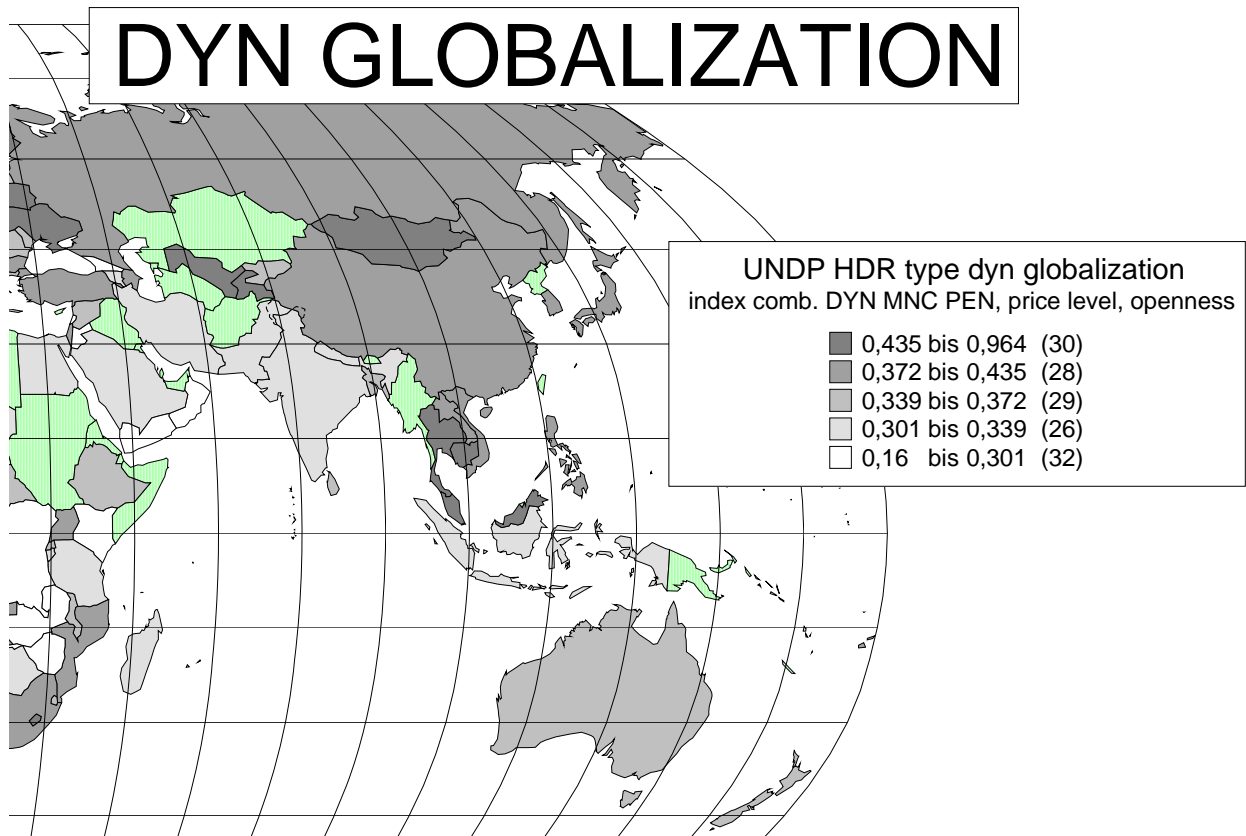 DYN GLOBALIZATION
UNDP HDR type dyn globalization
index comb. DYN MNC PEN, price level, openness
0,435 bis 0,964 (30)
0,372 bis 0,435 (28)
0,339 bis 0,372 (29)
0,301 bis 0,339 (26)
0,16 bis 0,301 (32)